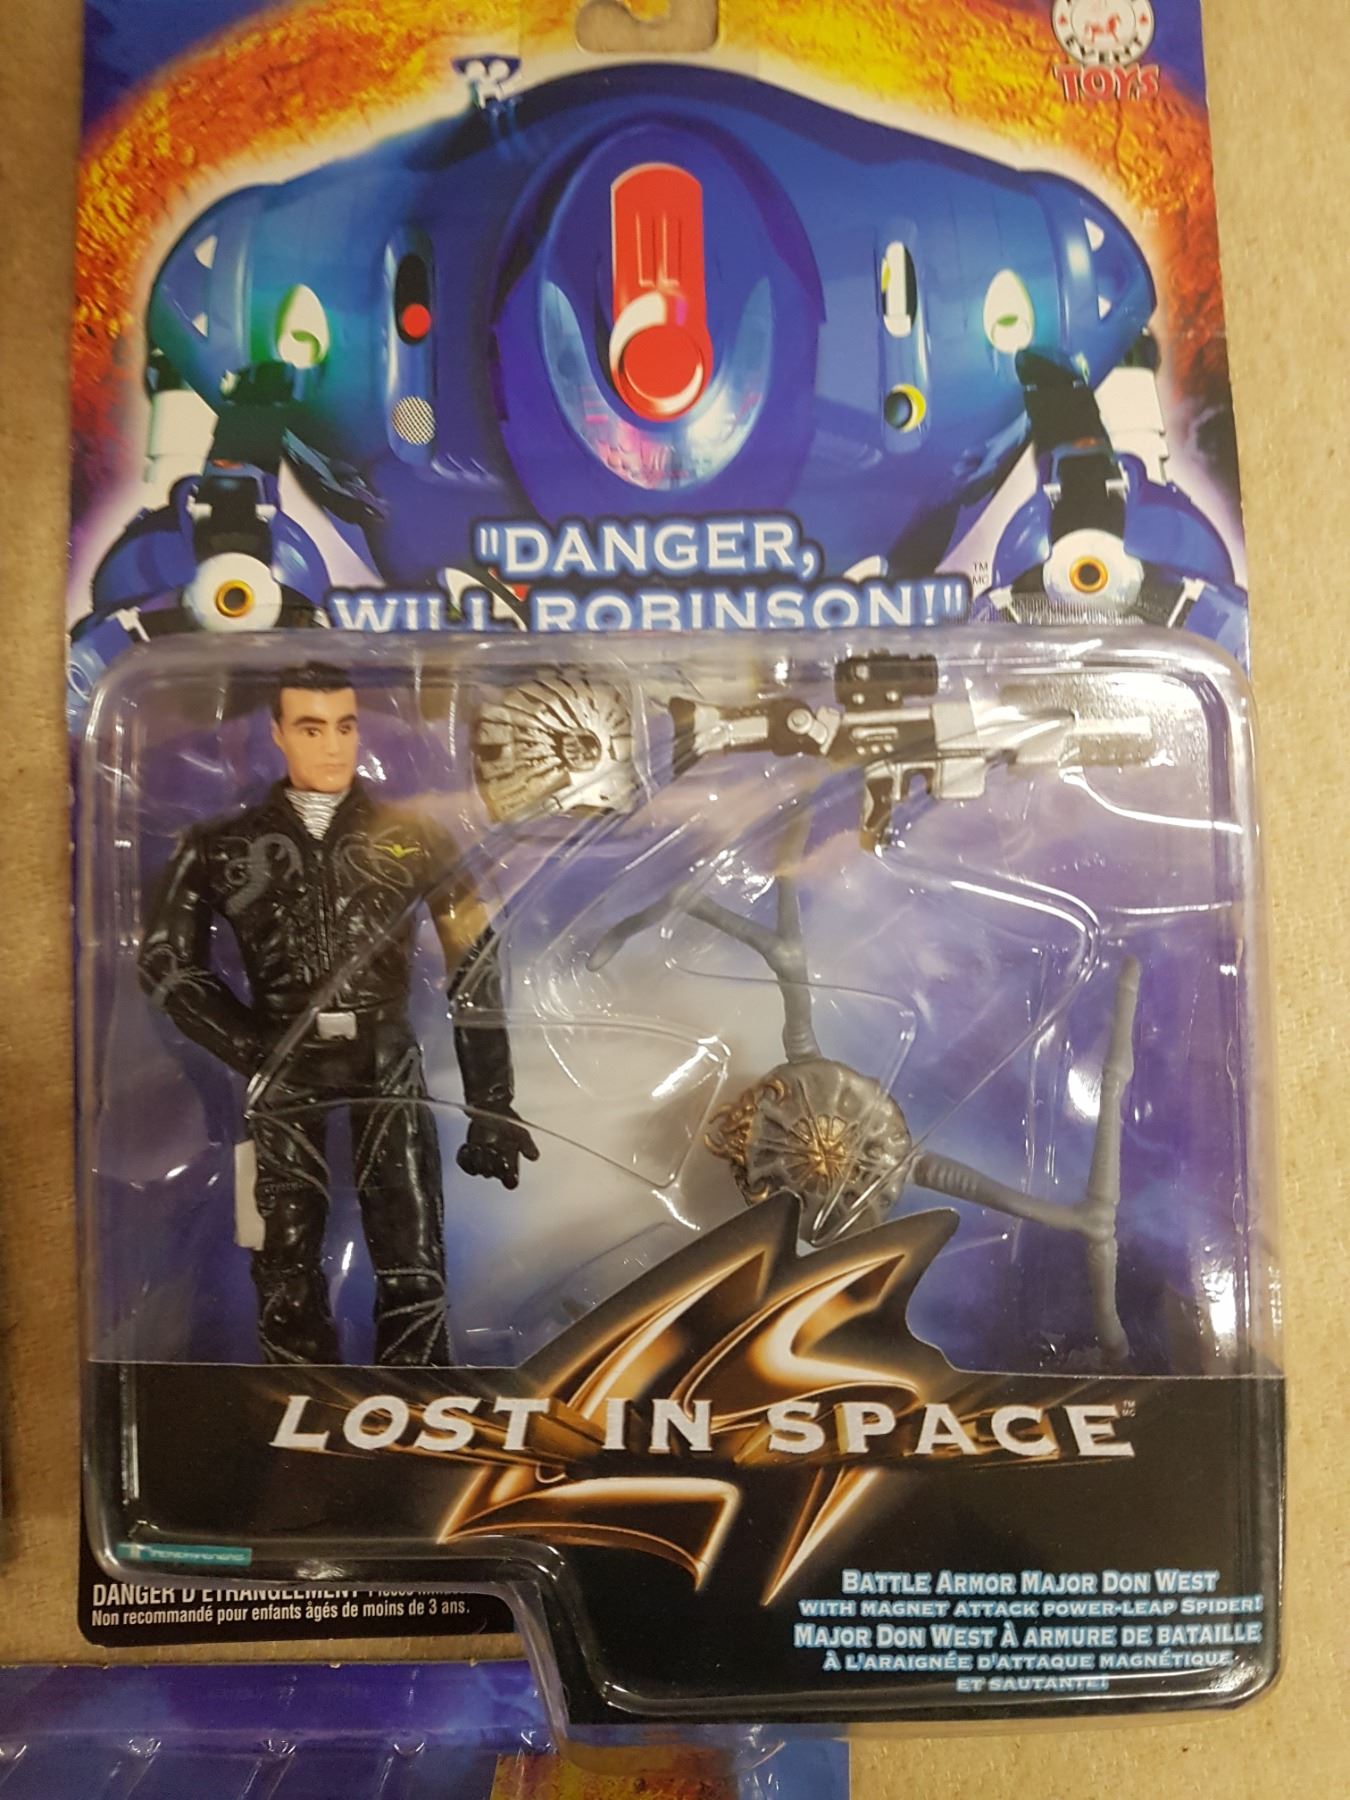 TOYS
"DANGER,
WILL ROBINSON!"
TM
MC
LOST IN SPACE
TM
MC
TRENDMASTERS
DANGER D'ÉTRANGLEMENT
Non recommandé pour enfants âgés de moins de 3 ans.
BATTLE ARMOR MAJOR DON WEST
WITH MAGNET ATTACK POWER-LEAP SPIDER!
MAJOR DON WEST À ARMURE DE BATAILLE
À L'ARAIGNÉE D'ATTAQUE MAGNÉTIQUE
ET SAUTANTE!